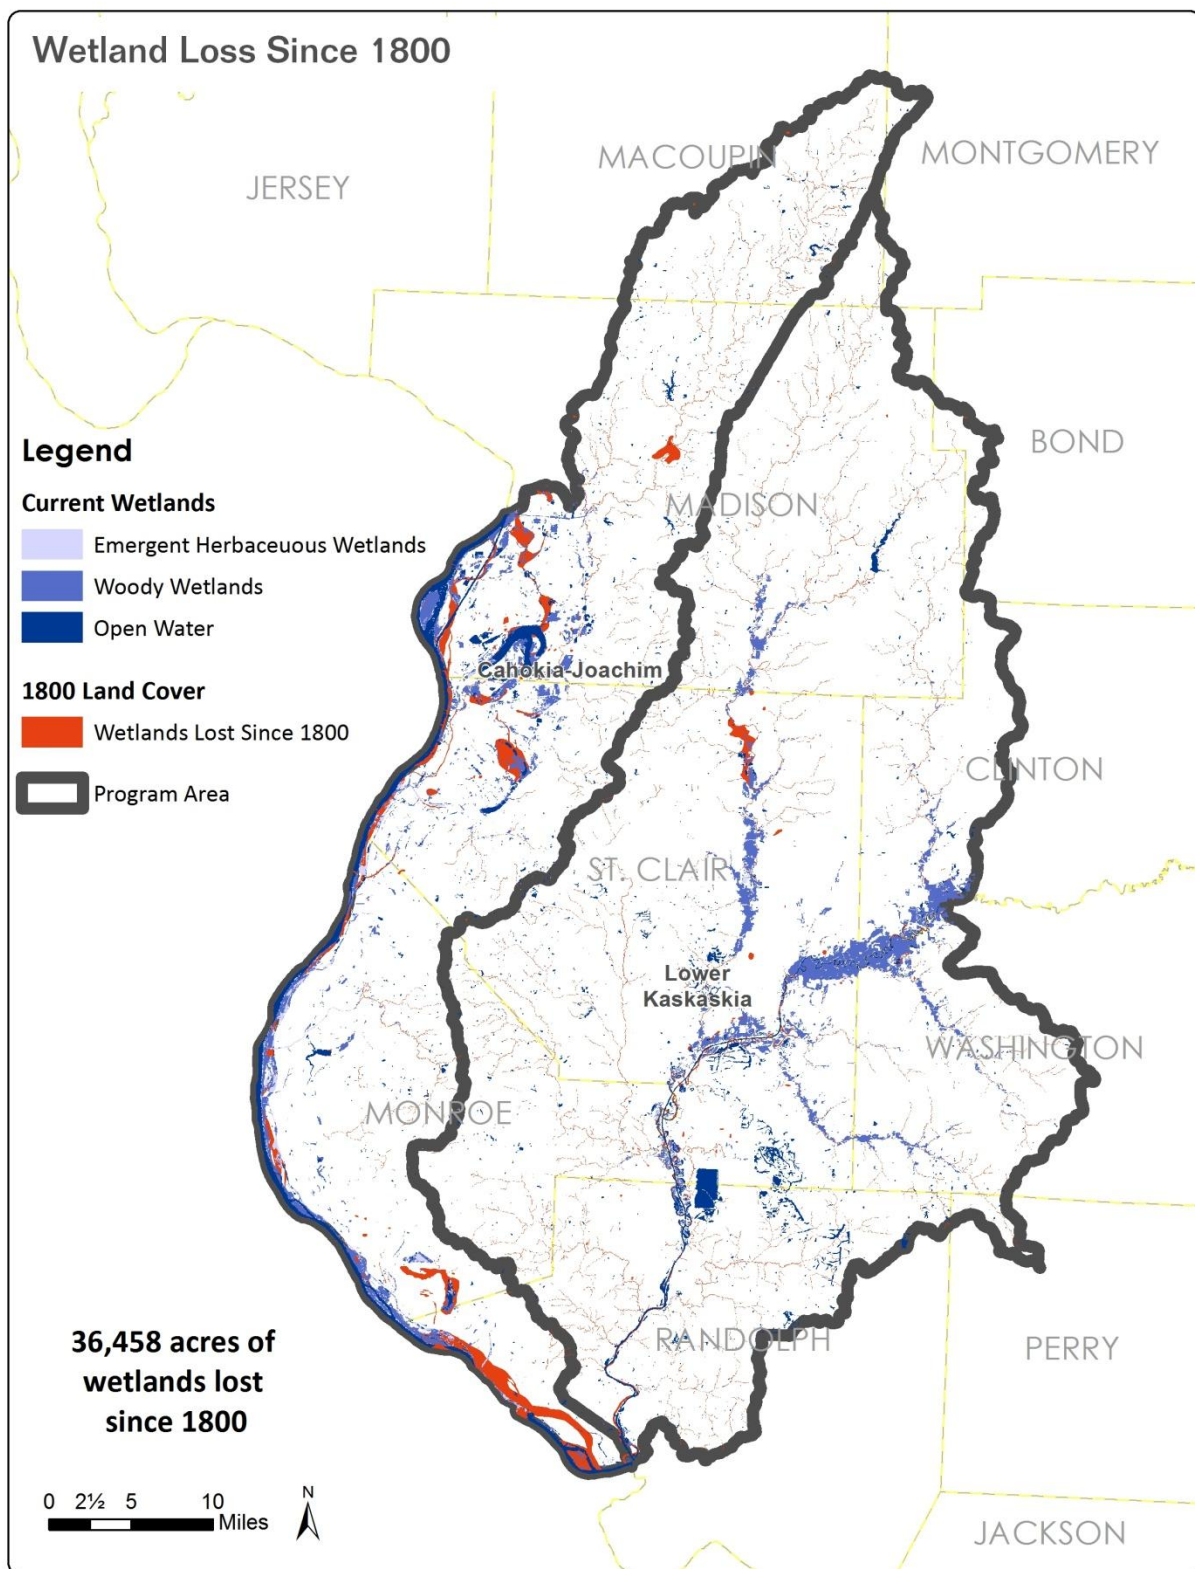 Wetland Loss Since 1800
MACOUPIN
MONTGOMERY
JERSEY
BOND
Legend
Current Wetlands
Emergent Herbaceuous Wetlands
Woody Wetlands
Open Water
1800 Land Cover
Wetlands Lost Since 1800
Program Area
MADISON
Cahokia-Joachim
CLINTON
ST. CLAIR
Lower
Kaskaskia
WASHINGTON
MONROE
RANDOLPH
PERRY
JACKSON
36,458 acres of
wetlands lost
since 1800
0 2½ 5 10
Miles
N